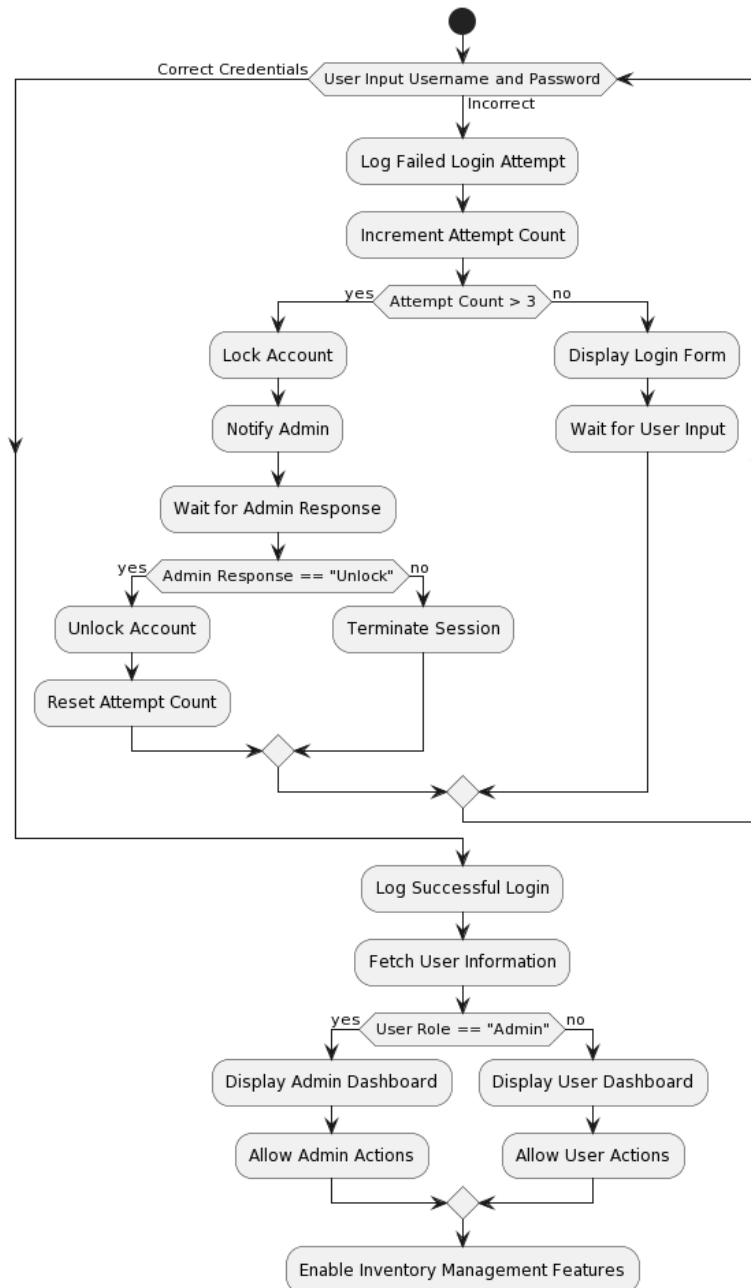 Correct Credentials
User Input Username and Password
Incorrect
Log Failed Login Attempt
Increment Attempt Count
yes
Attempt Count > 3
no
Lock Account
Display Login Form
Notify Admin
Wait for User Input
Wait for Admin Response
yes
Admin Response == "Unlock"
no
Unlock Account
Terminate Session
Reset Attempt Count
Log Successful Login
Fetch User Information
yes
User Role == "Admin"
no
Display Admin Dashboard
Display User Dashboard
Allow Admin Actions
Allow User Actions
Enable Inventory Management Features